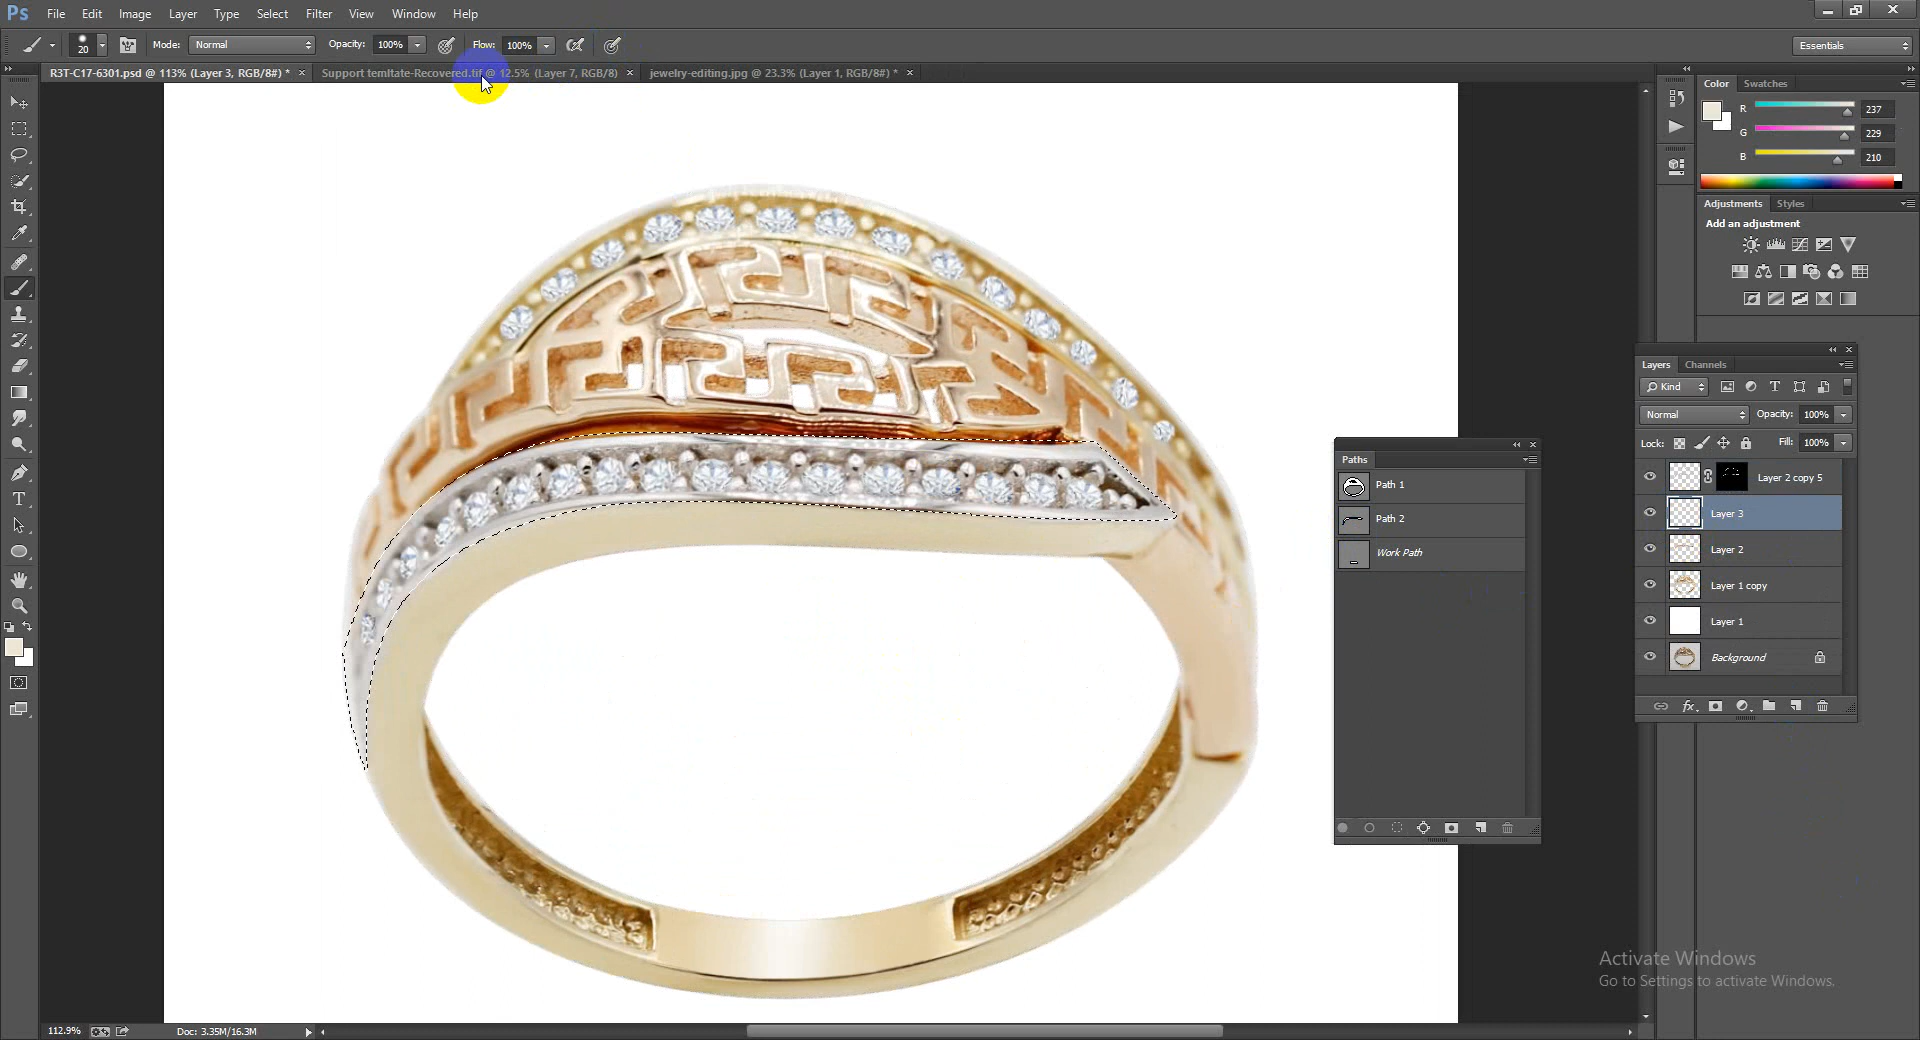 Ps File Edit Image Layer Type Select Filter View Window Help
20 Mode: Normal Opacity: 100% Flow: 100% Essentials
R3T-C17-6301.psd @ 113% (Layer 3, RGB/8#) * × Support temltate-Recovered.tif @ 12.5% (Layer 7, RGB/8) × jewelry-editing.jpg @ 23.3% (Layer 1, RGB/8#) * ×
Color Swatches
R 237
G 229
B 210
Adjustments Styles
Add an adjustment
Layers Channels
Kind
Normal Opacity: 100%
Lock: Fill: 100%
Layer 2 copy 5
Layer 3
Layer 2
Layer 1 copy
Layer 1
Background
fx
Paths
Path 1
Path 2
Work Path
Activate Windows
Go to Settings to activate Windows.
112.9% Doc: 3.35M/16.3M